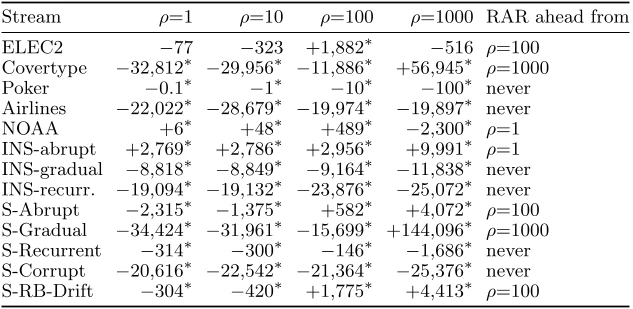 Stream ρ=1 ρ=10 ρ=100 ρ=1000 RAR ahead from
ELEC2 −77 −323 +1,882* −516 ρ=100
Covertype −32,812* −29,956* −11,886* +56,945* ρ=1000
Poker −0.1* −1* −10* −100* never
Airlines −22,022* −28,679* −19,974* −19,897* never
NOAA +6* +48* +489* −2,300* ρ=1
INS-abrupt +2,769* +2,786* +2,956* +9,991* ρ=1
INS-gradual −8,818* −8,849* −9,164* −11,838* never
INS-recurr. −19,094* −19,132* −23,876* −25,072* never
S-Abrupt −2,315* −1,375* +582* +4,072* ρ=100
S-Gradual −34,424* −31,961* −15,699* +144,096* ρ=1000
S-Recurrent −314* −300* −146* −1,686* never
S-Corrupt −20,616* −22,542* −21,364* −25,376* never
S-RB-Drift −304* −420* +1,775* +4,413* ρ=100